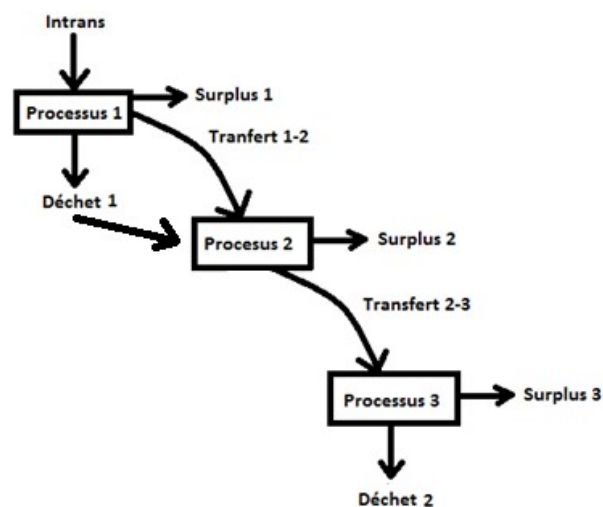 Intrans
Processus 1
Surplus 1
Tranfert 1-2
Déchet 1
Procesus 2
Surplus 2
Transfert 2-3
Processus 3
Surplus 3
Déchet 2